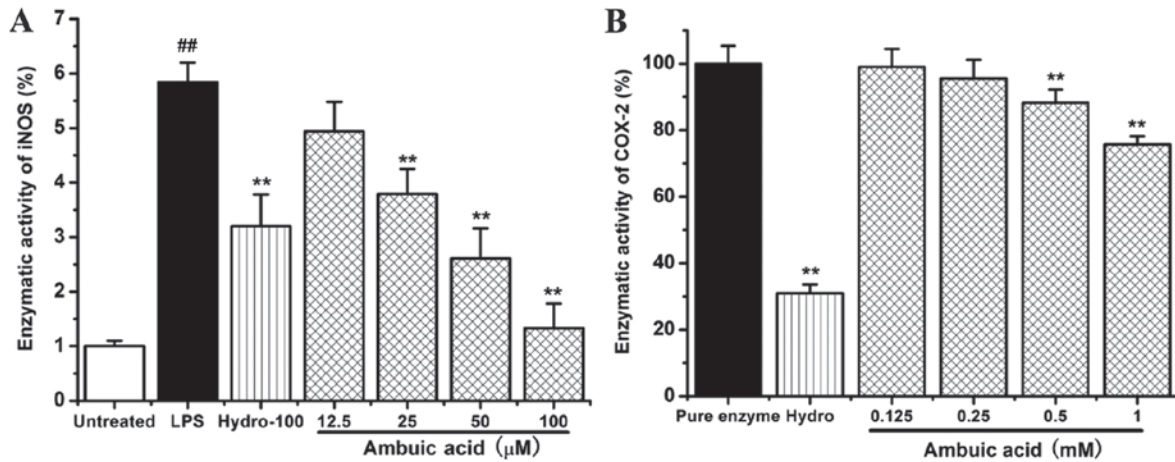 A
Enzymatic activity of iNOS (%)
7
6
5
4
3
2
1
0
##
**
**
**
**
Untreated LPS Hydro-100 12.5 25 50 100
Ambuic acid (μM)
B
Enzymatic activity of COX-2 (%)
100
80
60
40
20
0
**
**
**
Pure enzyme Hydro 0.125 0.25 0.5 1
Ambuic acid (mM)